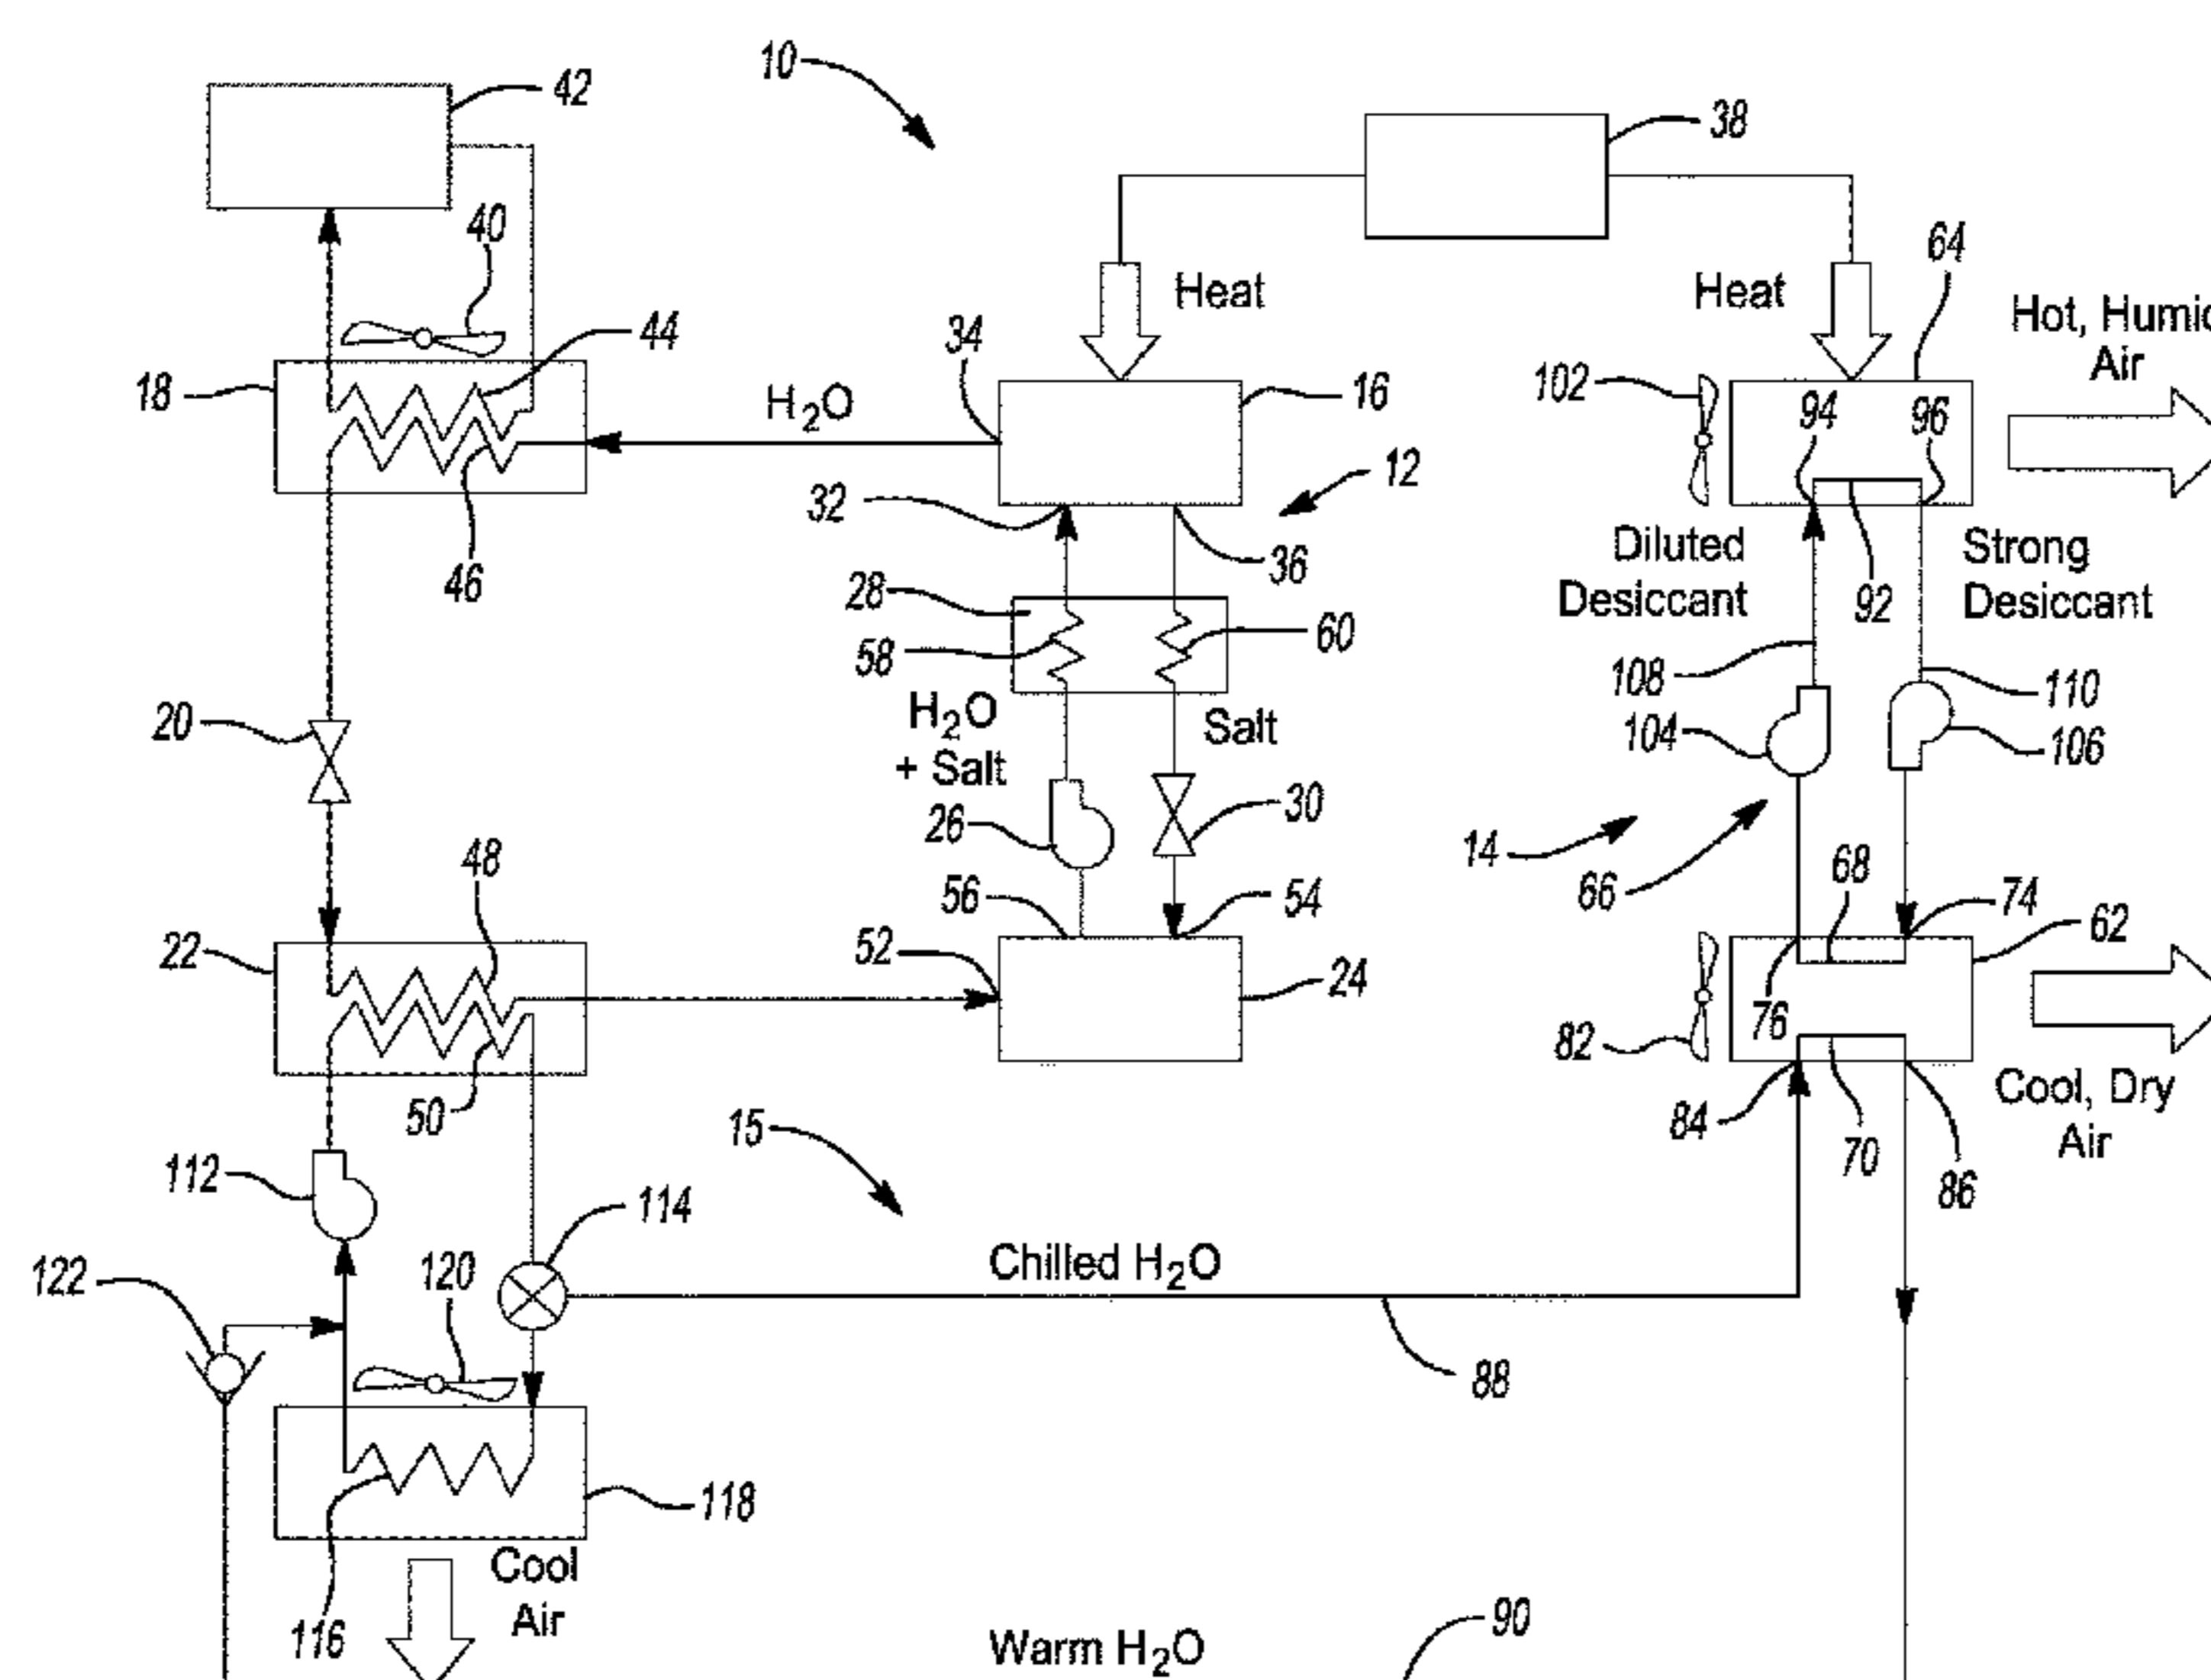 10
42
38
40
64
Heat
Heat
Hot, Humid
Air
34
44
18
H₂O
16
102
94
96
12
32
36
46
Diluted
Desiccant
Strong
Desiccant
92
28
58
60
108
110
H₂O
+ Salt
Salt
20
104
106
26
30
14
66
68
48
56
54
74
62
22
52
24
76
82
50
15
84
70
86
Cool, Dry
Air
112
114
122
120
Chilled H₂O
88
118
Cool
Air
116
Warm H₂O
90